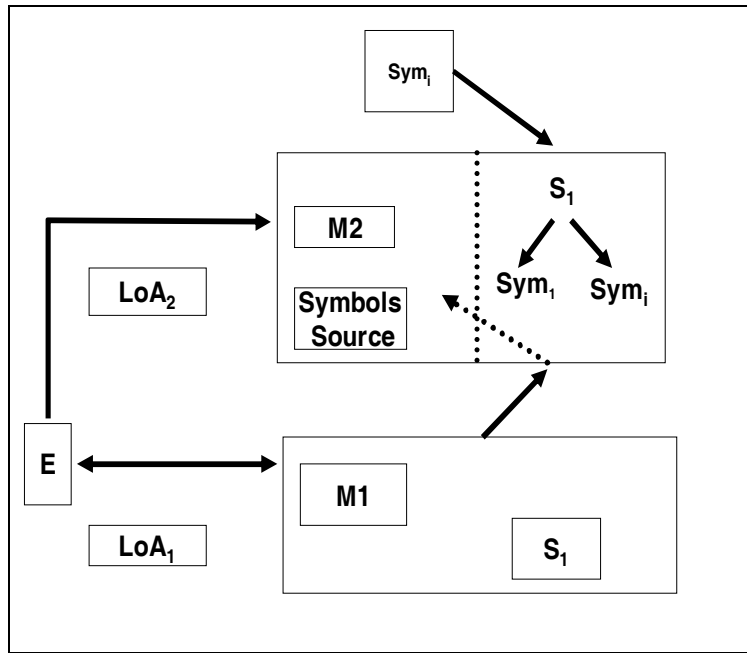 Symᵢ
S₁
M2
LoA₂
Symbols
Source
Sym₁
Symᵢ
E
M1
LoA₁
S₁